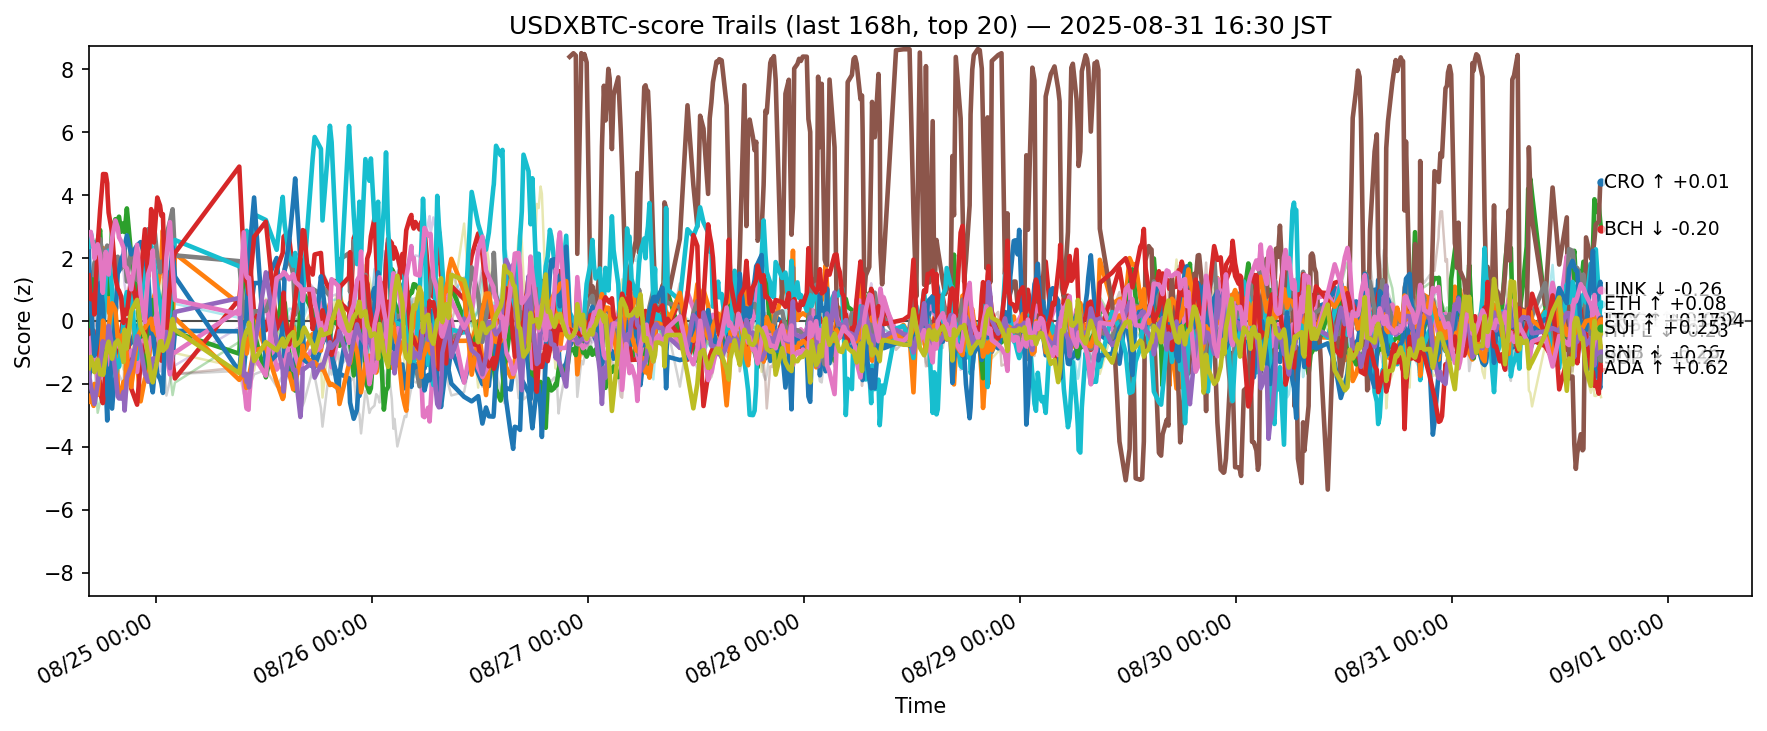 USDXBTC-score Trails (last 168h, top 20) — 2025-08-31 16:30 JST
Score (z)
8
6
4
2
0
−2
−4
−6
−8
CRO ↑ +0.01
BCH ↓ -0.20
LINK ↓ -0.26
ETH ↑ +0.08
SUI ↑
ADA ↑ +0.62
08/25 00:00
08/26 00:00
08/27 00:00
08/28 00:00
08/29 00:00
08/30 00:00
08/31 00:00
09/01 00:00
Time